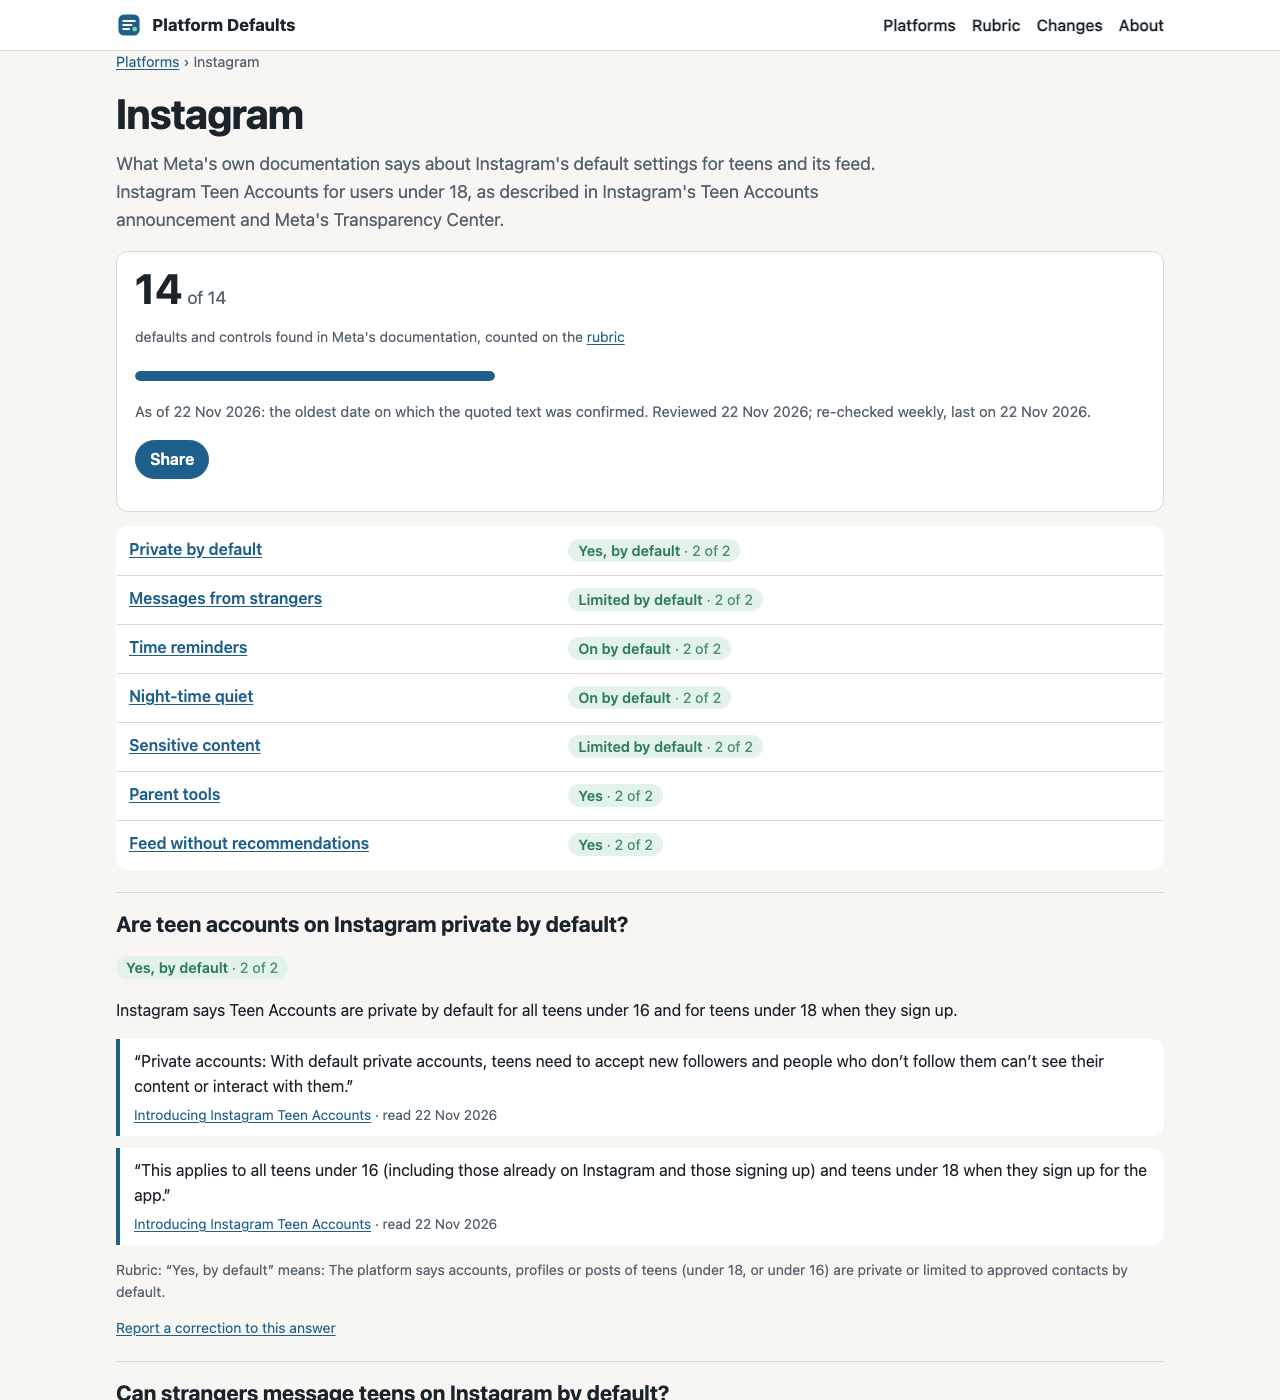 Platform Defaults
Platforms Rubric Changes About
Platforms › Instagram
Instagram
What Meta's own documentation says about Instagram's default settings for teens and its feed.
Instagram Teen Accounts for users under 18, as described in Instagram's Teen Accounts
announcement and Meta's Transparency Center.
14 of 14
defaults and controls found in Meta's documentation, counted on the rubric
As of 22 Nov 2026: the oldest date on which the quoted text was confirmed. Reviewed 22 Nov 2026; re-checked weekly, last on 22 Nov 2026.
Share
Private by default Yes, by default · 2 of 2
Messages from strangers Limited by default · 2 of 2
Time reminders On by default · 2 of 2
Night-time quiet On by default · 2 of 2
Sensitive content Limited by default · 2 of 2
Parent tools Yes · 2 of 2
Feed without recommendations Yes · 2 of 2
Are teen accounts on Instagram private by default?
Yes, by default · 2 of 2
Instagram says Teen Accounts are private by default for all teens under 16 and for teens under 18 when they sign up.
“Private accounts: With default private accounts, teens need to accept new followers and people who don’t follow them can’t see their
content or interact with them.”
Introducing Instagram Teen Accounts · read 22 Nov 2026
“This applies to all teens under 16 (including those already on Instagram and those signing up) and teens under 18 when they sign up for the
app.”
Introducing Instagram Teen Accounts · read 22 Nov 2026
Rubric: “Yes, by default” means: The platform says accounts, profiles or posts of teens (under 18, or under 16) are private or limited to approved contacts by
default.
Report a correction to this answer
Can strangers message teens on Instagram by default?